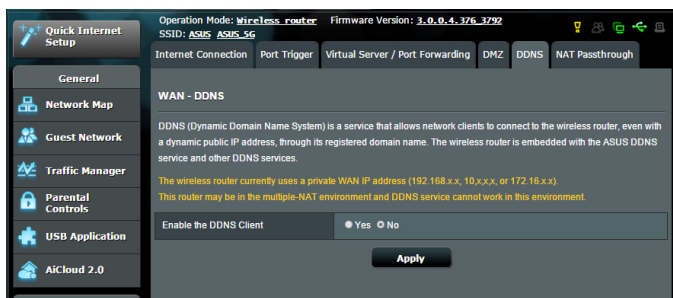 Quick Internet
Setup
Operation Mode: Wireless router Firmware Version: 3.0.0.4.376_3792
SSID: ASUS ASUS_5G
Internet Connection Port Trigger Virtual Server / Port Forwarding DMZ DDNS NAT Passthrough
General
Network Map
Guest Network
Traffic Manager
Parental
Controls
USB Application
AiCloud 2.0
WAN - DDNS
DDNS (Dynamic Domain Name System) is a service that allows network clients to connect to the wireless router, even with
a dynamic public IP address, through its registered domain name. The wireless router is embedded with the ASUS DDNS
service and other DDNS services.
The wireless router currently uses a private WAN IP address (192.168.x.x, 10,x,x,x, or 172.16.x.x).
This router may be in the multiple-NAT environment and DDNS service cannot work in this environment.
Enable the DDNS Client Yes No
Apply